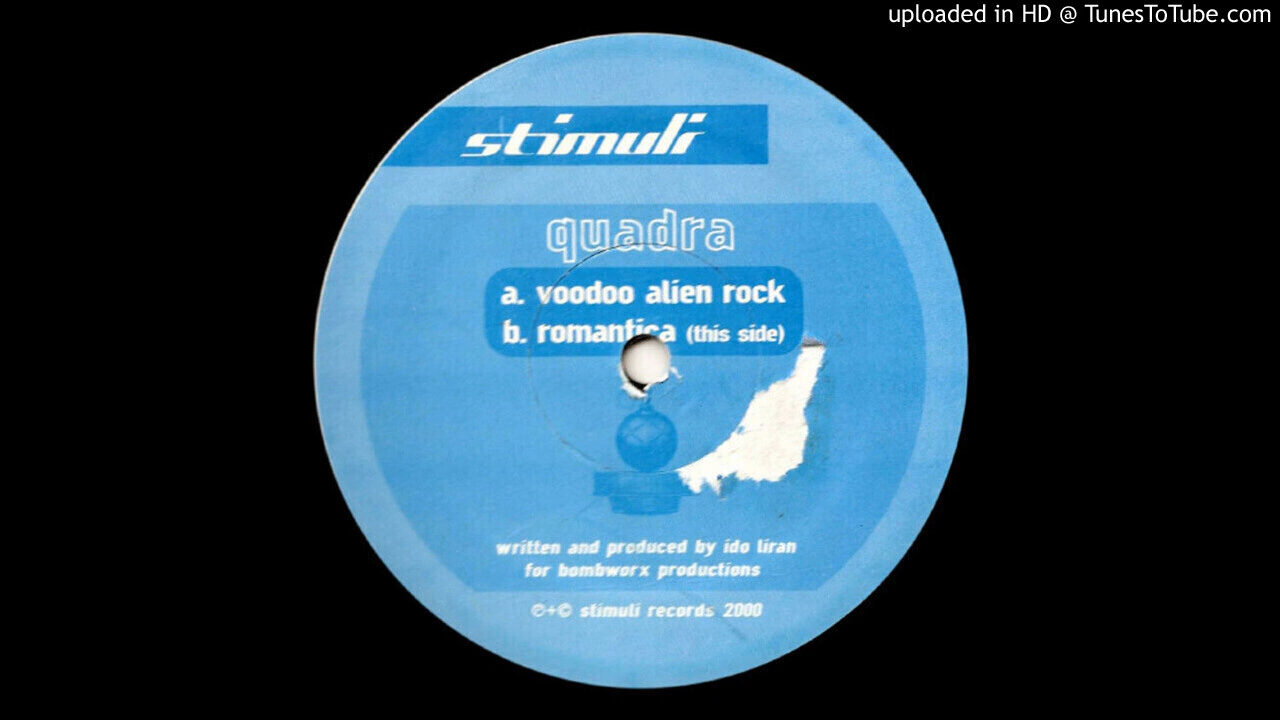 uploaded in HD @ TunesToTube.com
stimuli
quadra
a. voodoo alien rock
b. romantica (this side)
written and produced by ido liran
for bombworx productions
℗+© stimuli records 2000